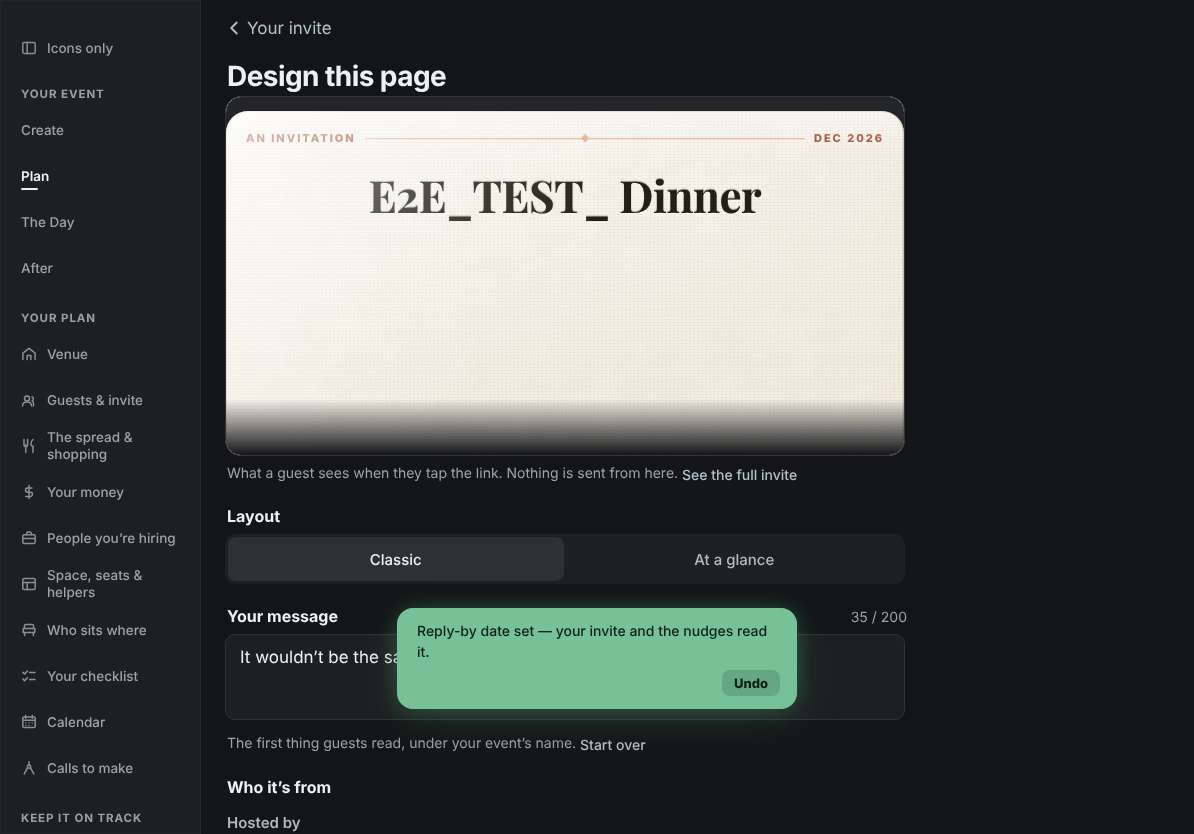 Icons only
YOUR EVENT
Create
Plan
The Day
After
YOUR PLAN
Venue
Guests & invite
The spread &
shopping
Your money
People you’re hiring
Space, seats &
helpers
Who sits where
Your checklist
Calendar
Calls to make
KEEP IT ON TRACK
Your invite
Design this page
AN INVITATION
DEC 2026
E2E_TEST_ Dinner
What a guest sees when they tap the link. Nothing is sent from here. See the full invite
Layout
Classic
At a glance
Your message
35 / 200
It wouldn’t be the
Reply-by date set — your invite and the nudges read
it.
Undo
The first thing guests read, under your event’s name. Start over
Who it’s from
Hosted by